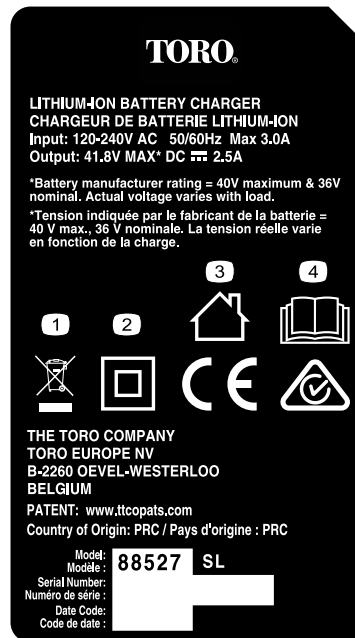 TORO.
LITHIUM-ION BATTERY CHARGER
CHARGEUR DE BATTERIE LITHIUM-ION
Input: 120-240V AC 50/60Hz Max 3.0A
Output: 41.8V MAX* DC 2.5A
*Battery manufacturer rating = 40V maximum & 36V
nominal. Actual voltage varies with load.
*Tension indiquée par le fabricant de la batterie =
40 V max., 36 V nominale. La tension réelle varie
en fonction de la charge.
3 4
1 2
CE
THE TORO COMPANY
TORO EUROPE NV
B-2260 OEVEL-WESTERLOO
BELGIUM
PATENT: www.ttcopats.com
Country of Origin: PRC / Pays d'origine : PRC
Model:
Modèle : 88527 SL
Serial Number:
Numéro de série :
Date Code:
Code de date :